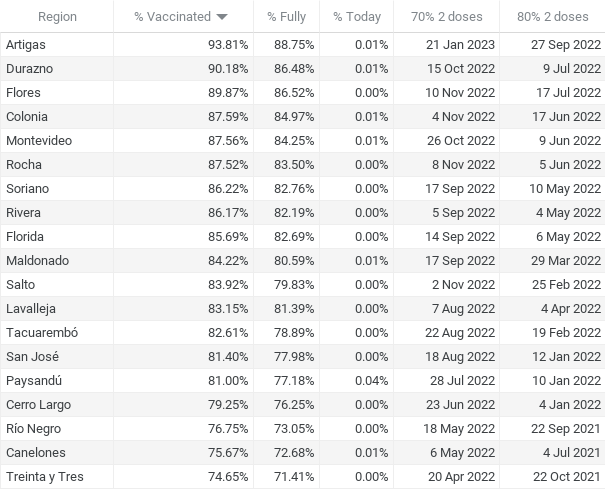 Region % Vaccinated % Fully % Today 70% 2 doses 80% 2 doses
Artigas 93.81% 88.75% 0.01% 21 Jan 2023 27 Sep 2022
Durazno 90.18% 86.48% 0.01% 15 Oct 2022 9 Jul 2022
Flores 89.87% 86.52% 0.00% 10 Nov 2022 17 Jul 2022
Colonia 87.59% 84.97% 0.01% 4 Nov 2022 17 Jun 2022
Montevideo 87.56% 84.25% 0.01% 26 Oct 2022 9 Jun 2022
Rocha 87.52% 83.50% 0.00% 8 Nov 2022 5 Jun 2022
Soriano 86.22% 82.76% 0.00% 17 Sep 2022 10 May 2022
Rivera 86.17% 82.19% 0.00% 5 Sep 2022 4 May 2022
Florida 85.69% 82.69% 0.00% 14 Sep 2022 6 May 2022
Maldonado 84.22% 80.59% 0.01% 17 Sep 2022 29 Mar 2022
Salto 83.92% 79.83% 0.00% 2 Nov 2022 25 Feb 2022
Lavalleja 83.15% 81.39% 0.00% 7 Aug 2022 4 Apr 2022
Tacuarembó 82.61% 78.89% 0.00% 22 Aug 2022 19 Feb 2022
San José 81.40% 77.98% 0.00% 18 Aug 2022 12 Jan 2022
Paysandú 81.00% 77.18% 0.04% 28 Jul 2022 10 Jan 2022
Cerro Largo 79.25% 76.25% 0.00% 23 Jun 2022 4 Jan 2022
Río Negro 76.75% 73.05% 0.00% 18 May 2022 22 Sep 2021
Canelones 75.67% 72.68% 0.01% 6 May 2022 4 Jul 2021
Treinta y Tres 74.65% 71.41% 0.00% 20 Apr 2022 22 Oct 2021